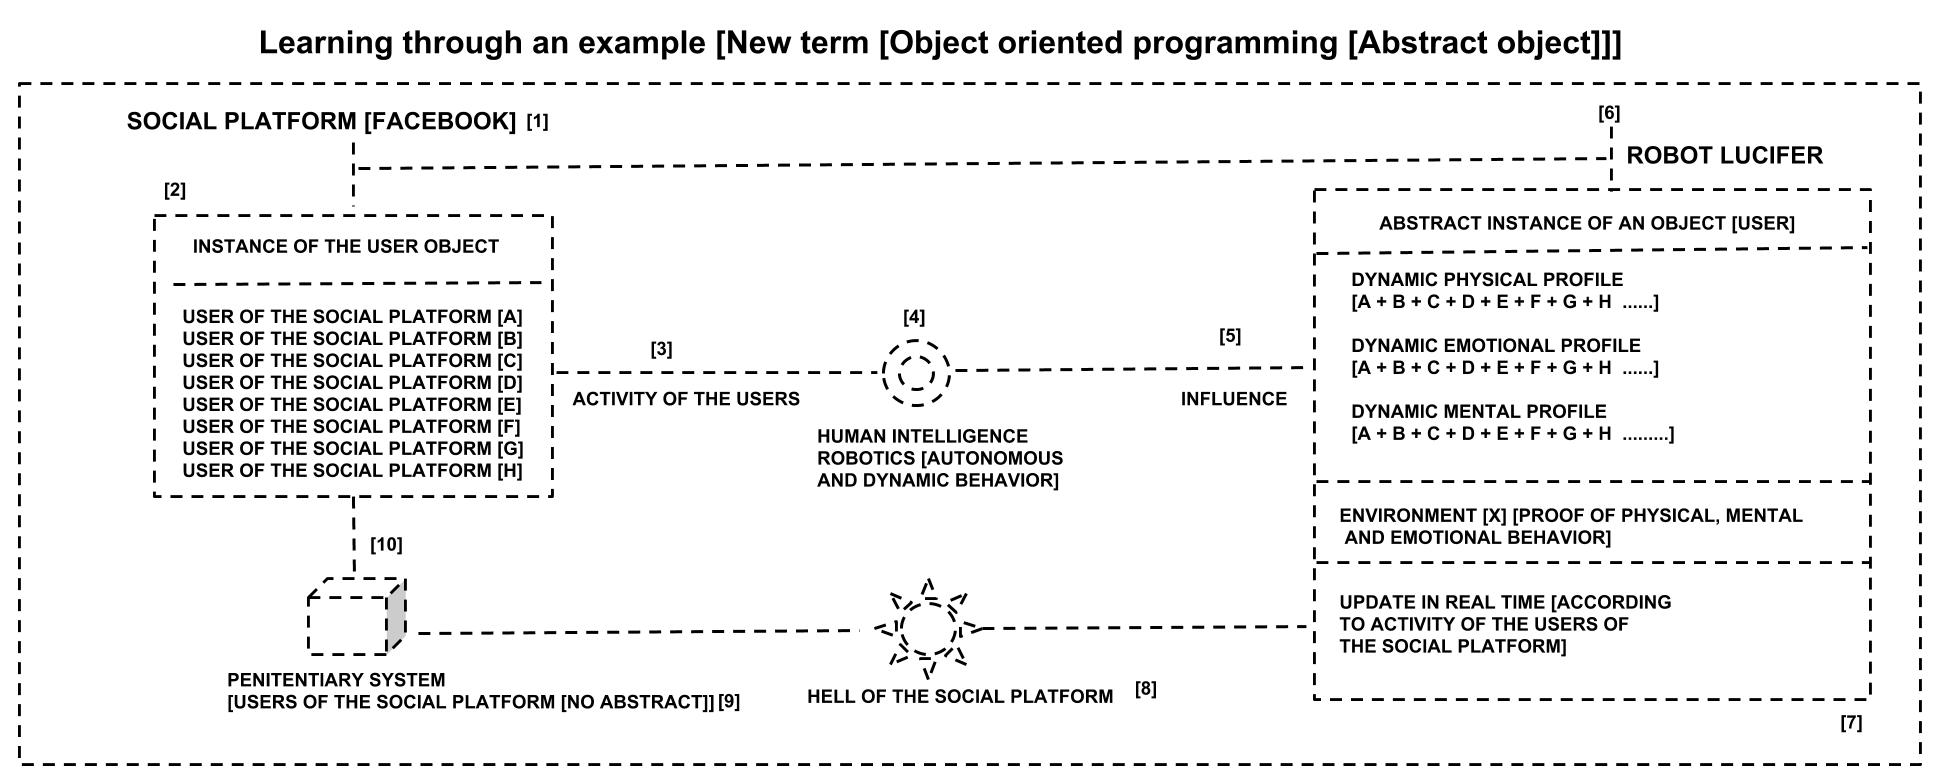 Learning through an example [New term [Object oriented programming [Abstract object]]]
SOCIAL PLATFORM [FACEBOOK] [1]
[6]
ROBOT LUCIFER
[2]
INSTANCE OF THE USER OBJECT
USER OF THE SOCIAL PLATFORM [A]
USER OF THE SOCIAL PLATFORM [B]
USER OF THE SOCIAL PLATFORM [C]
USER OF THE SOCIAL PLATFORM [D]
USER OF THE SOCIAL PLATFORM [E]
USER OF THE SOCIAL PLATFORM [F]
USER OF THE SOCIAL PLATFORM [G]
USER OF THE SOCIAL PLATFORM [H]
[3]
ACTIVITY OF THE USERS
[4]
HUMAN INTELLIGENCE
ROBOTICS [AUTONOMOUS
AND DYNAMIC BEHAVIOR]
[5]
INFLUENCE
ABSTRACT INSTANCE OF AN OBJECT [USER]
DYNAMIC PHYSICAL PROFILE
[A + B + C + D + E + F + G + H ......]
DYNAMIC EMOTIONAL PROFILE
[A + B + C + D + E + F + G + H ......]
DYNAMIC MENTAL PROFILE
[A + B + C + D + E + F + G + H .........]
ENVIRONMENT [X] [PROOF OF PHYSICAL, MENTAL
AND EMOTIONAL BEHAVIOR]
UPDATE IN REAL TIME [ACCORDING
TO ACTIVITY OF THE USERS OF
THE SOCIAL PLATFORM]
[7]
[10]
PENITENTIARY SYSTEM
[USERS OF THE SOCIAL PLATFORM [NO ABSTRACT]] [9]
HELL OF THE SOCIAL PLATFORM [8]